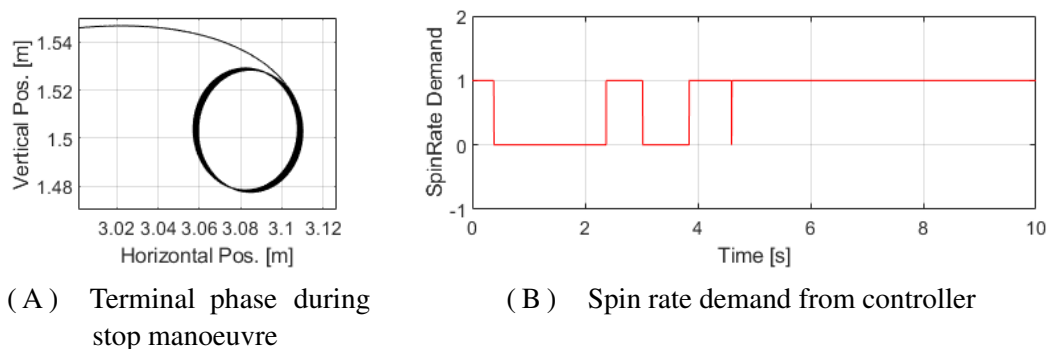 1.54
1.52
1.5
1.48
Vertical Pos. [m]
3.02 3.04 3.06 3.08 3.1 3.12
Horizontal Pos. [m]
2
1
0
-1
SpinRate Demand
0 2 4 6 8 10
Time [s]
( A ) Terminal phase during
stop manoeuvre
( B ) Spin rate demand from controller